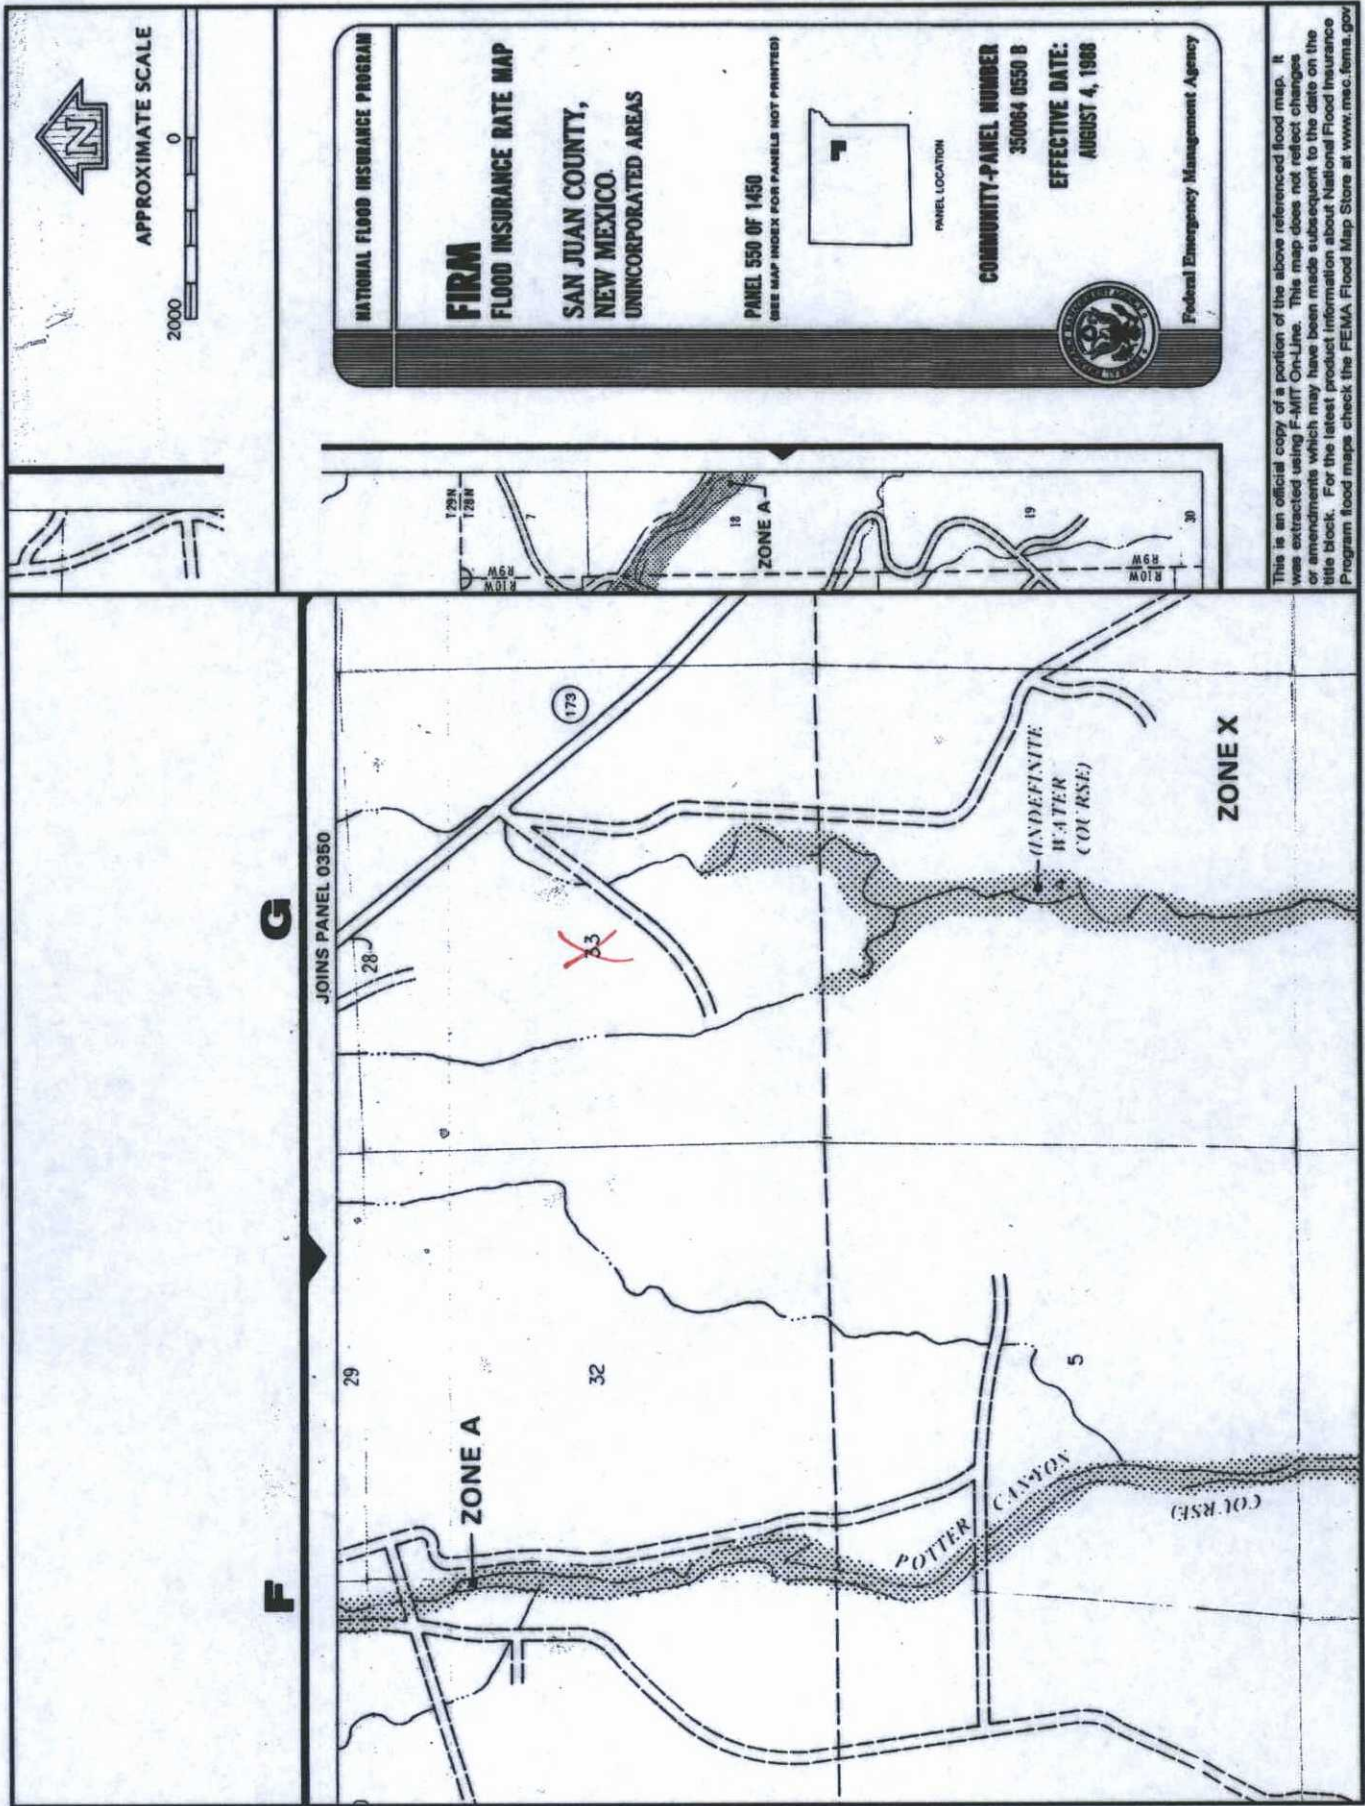 APPROXIMATE SCALE
2000 0
N
NATIONAL FLOOD INSURANCE PROGRAM
FIRM
FLOOD INSURANCE RATE MAP
SAN JUAN COUNTY,
NEW MEXICO
UNINCORPORATED AREAS
PANEL 550 OF 1450
(SEE MAP INDEX FOR PANELS NOT PRINTED)
PANEL LOCATION
COMMUNITY-PANEL NUMBER
350064 0550 B
EFFECTIVE DATE:
AUGUST 4, 1988
Federal Emergency Management Agency
This is an official copy of a portion of the above referenced flood map. It
was extracted using F-MIT On-Line. This map does not reflect changes
or amendments which may have been made subsequent to the date on the
title block. For the latest product information about National Flood Insurance
Program flood maps check the FEMA Flood Map Store at www.msc.fema.gov
T29N
T28N
R10W
R9W
7
18
ZONE A
19
R10W
R9W
30
F
G
JOINS PANEL 0350
29
28
173
ZONE A
32
33
POTTER CANYON
5
COURSE)
(INDEFINITE
WATER
COURSE)
ZONE X